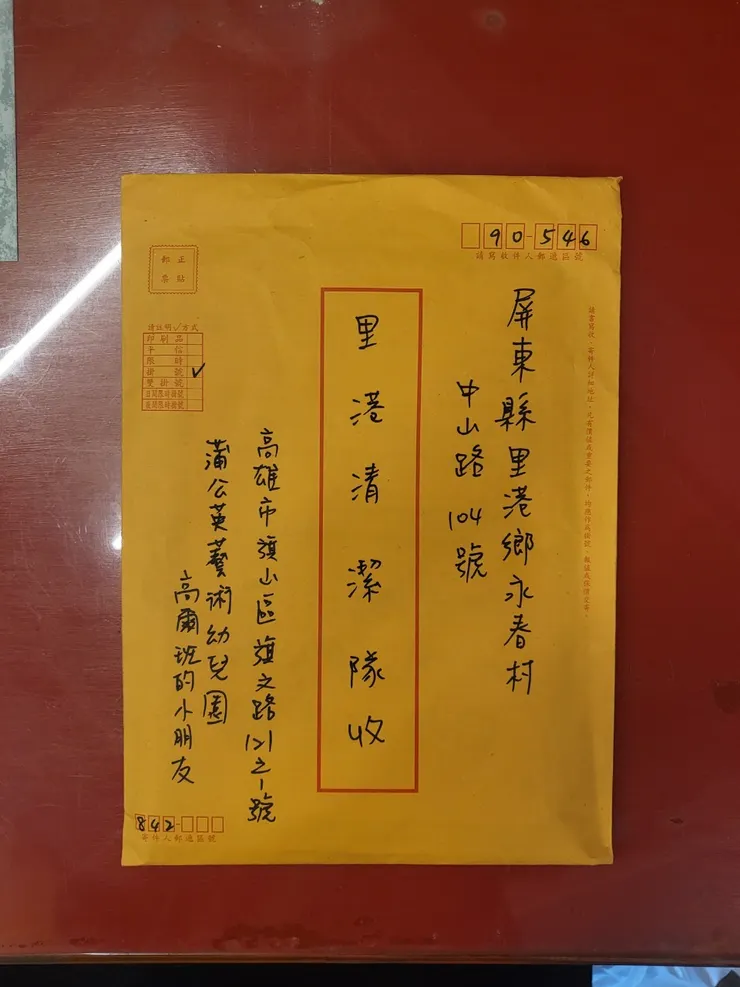 90-546
請寫收件人郵遞區號
屏東縣里港鄉永春村
中山路104號
里港清潔隊收
正貼
郵票
請註明✓方式
印刷品
平信
限時
掛號 ✓
雙掛號
高雄市旗山區旗文路121之1號
蒲公英藝術幼兒園
高爾班的小朋友
842-
寄件人郵遞區號